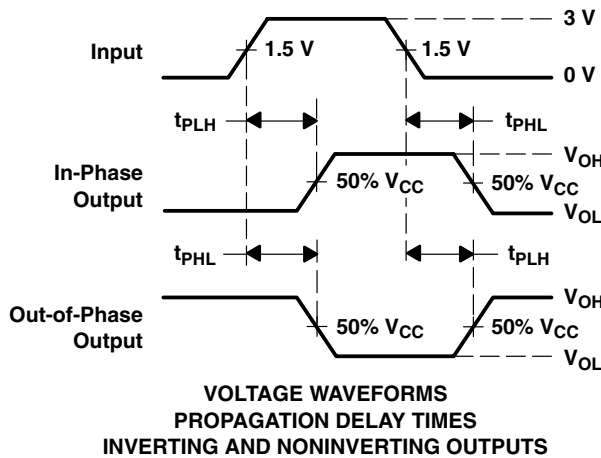 3 V
Input
1.5 V
1.5 V
0 V
tPLH
tPHL
VOH
In-Phase
Output
50% VCC
50% VCC
VOL
tPHL
tPLH
VOH
Out-of-Phase
Output
50% VCC
50% VCC
VOL
VOLTAGE WAVEFORMS
PROPAGATION DELAY TIMES
INVERTING AND NONINVERTING OUTPUTS